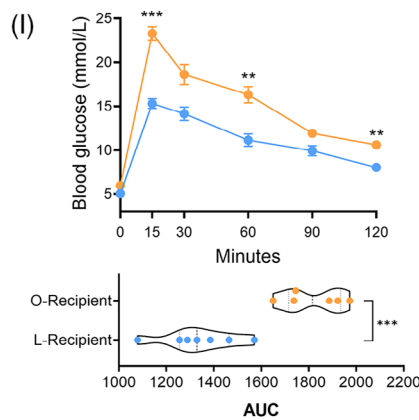 (I)
Blood glucose (mmol/L)
25
20
15
10
5
***
**
**
0 15 30 60 90 120
Minutes
O-Recipient
L-Recipient
***
1000 1200 1400 1600 1800 2000 2200
AUC